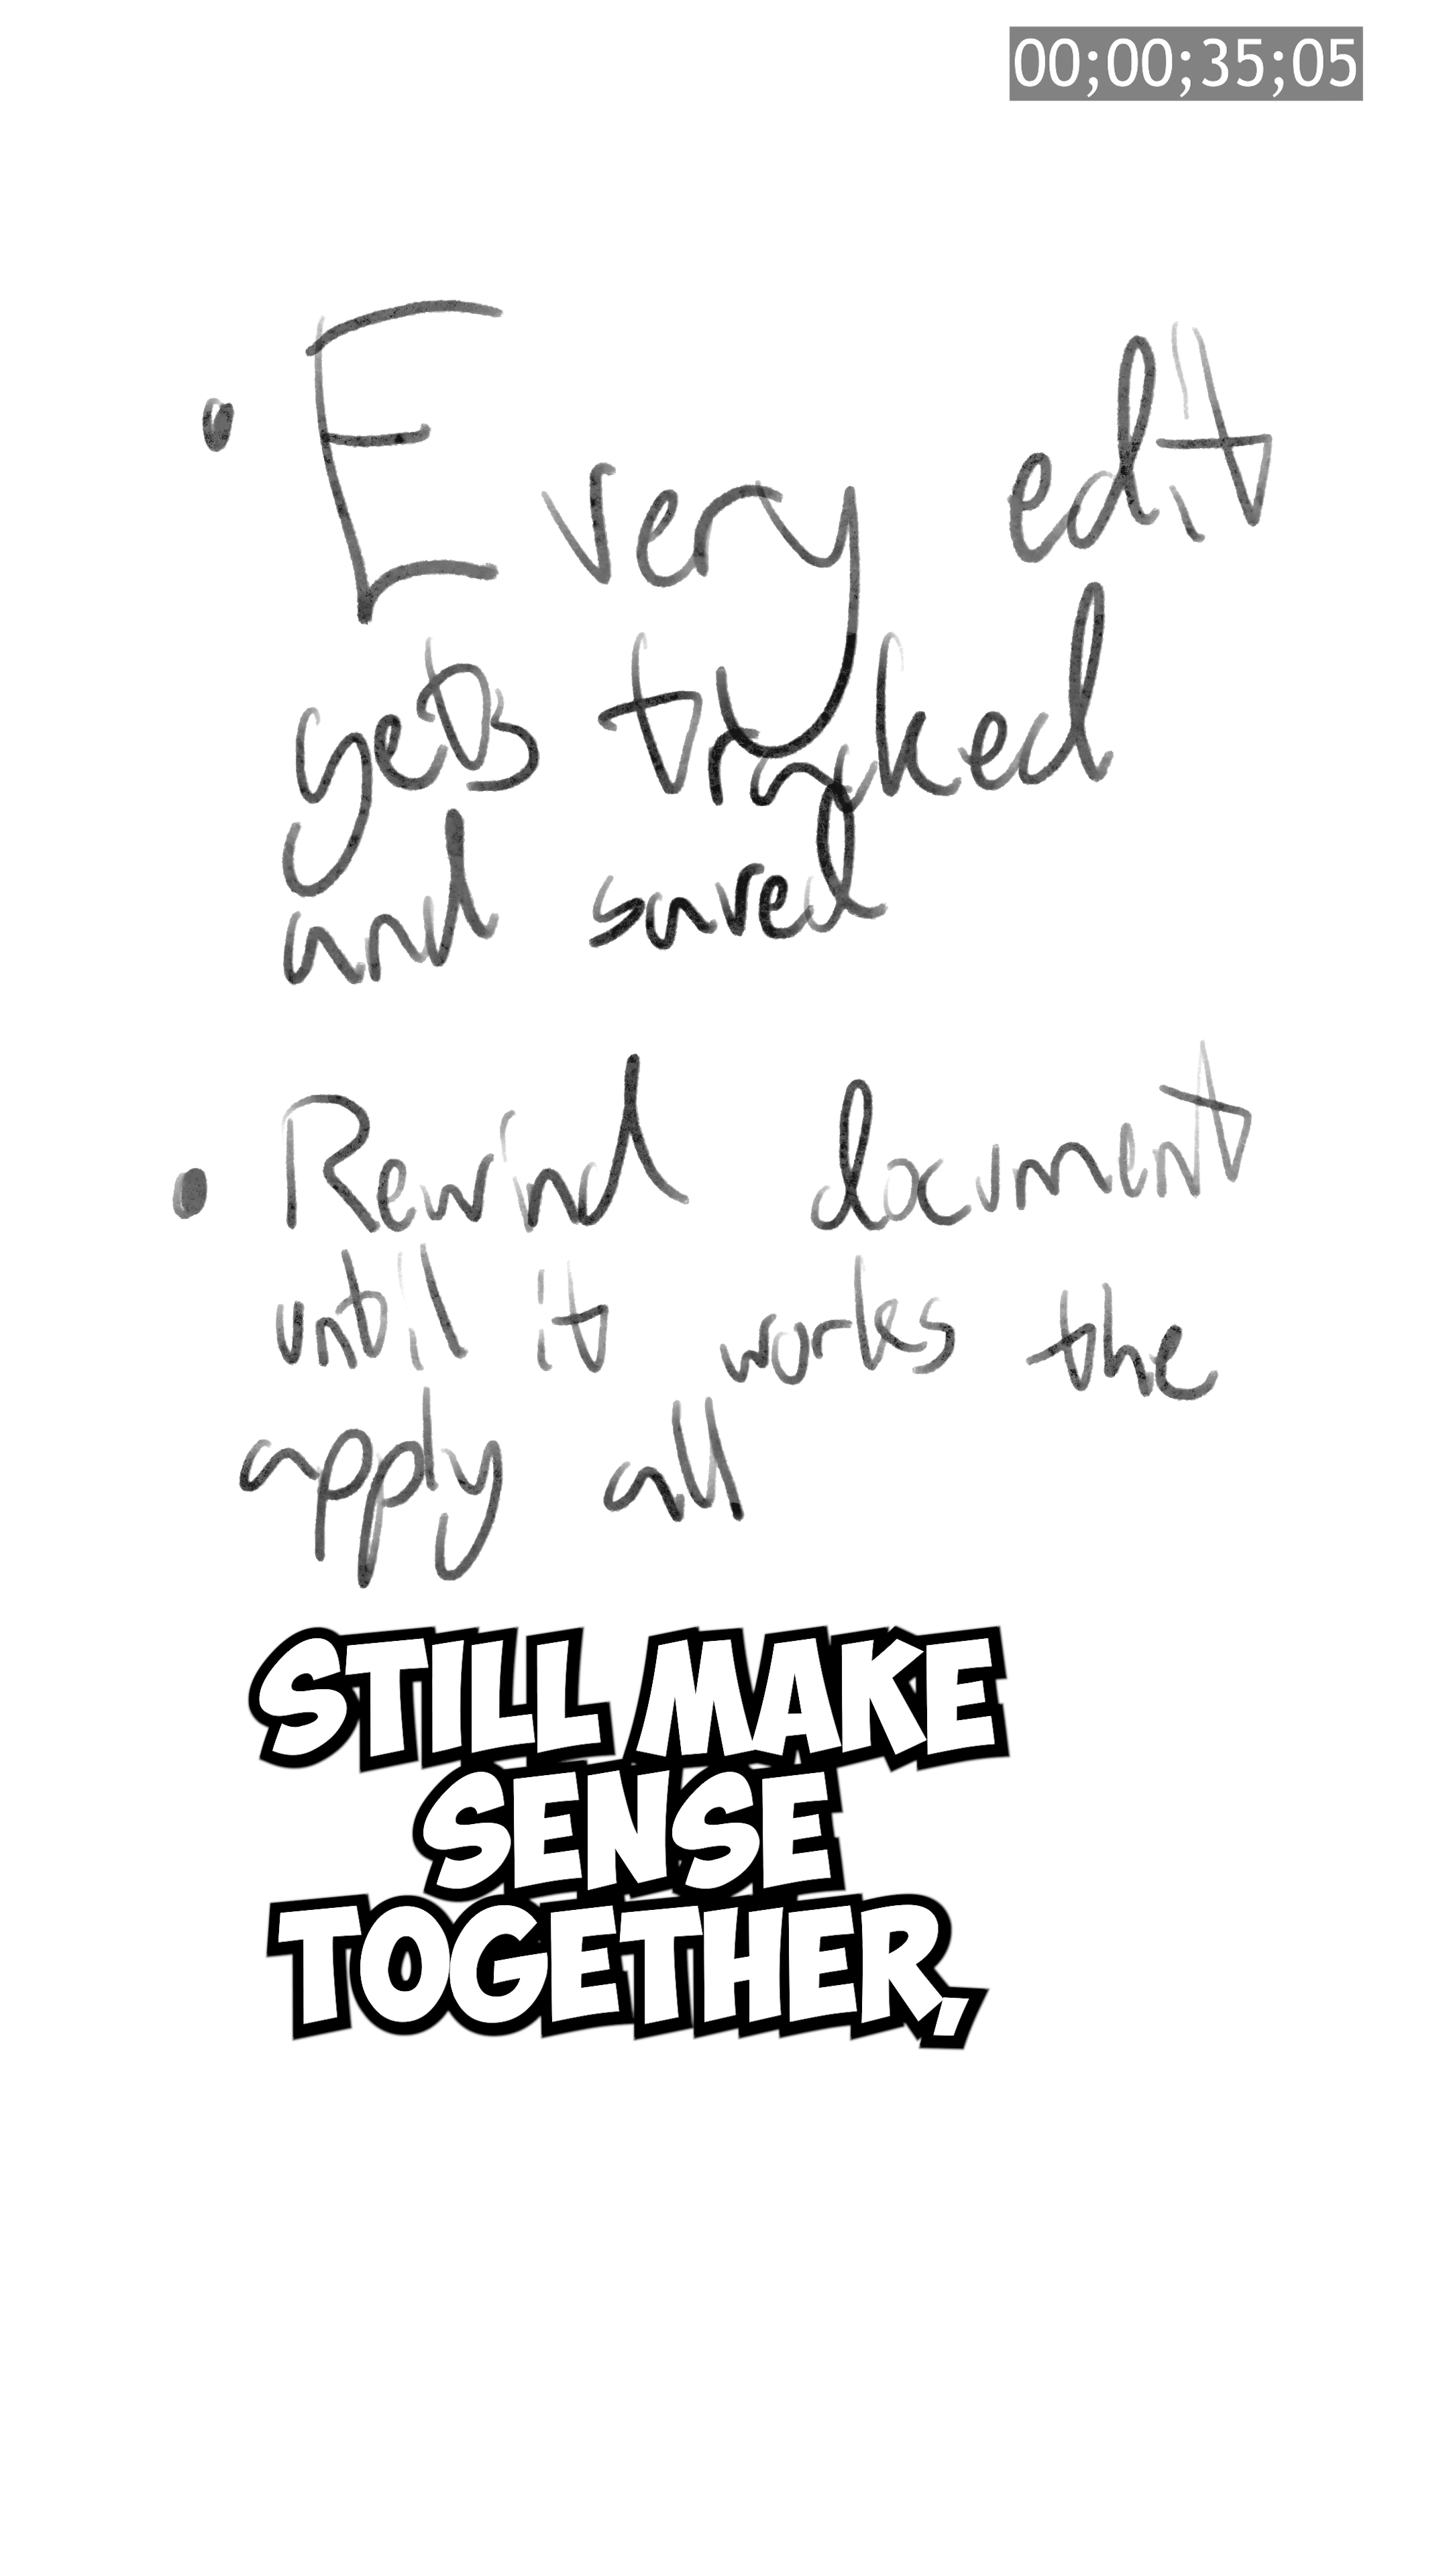 00;00;35;05
• Every edit
gets tracked
and saved
• Rewind document
until it works the
apply all
STILL MAKE
SENSE
TOGETHER,